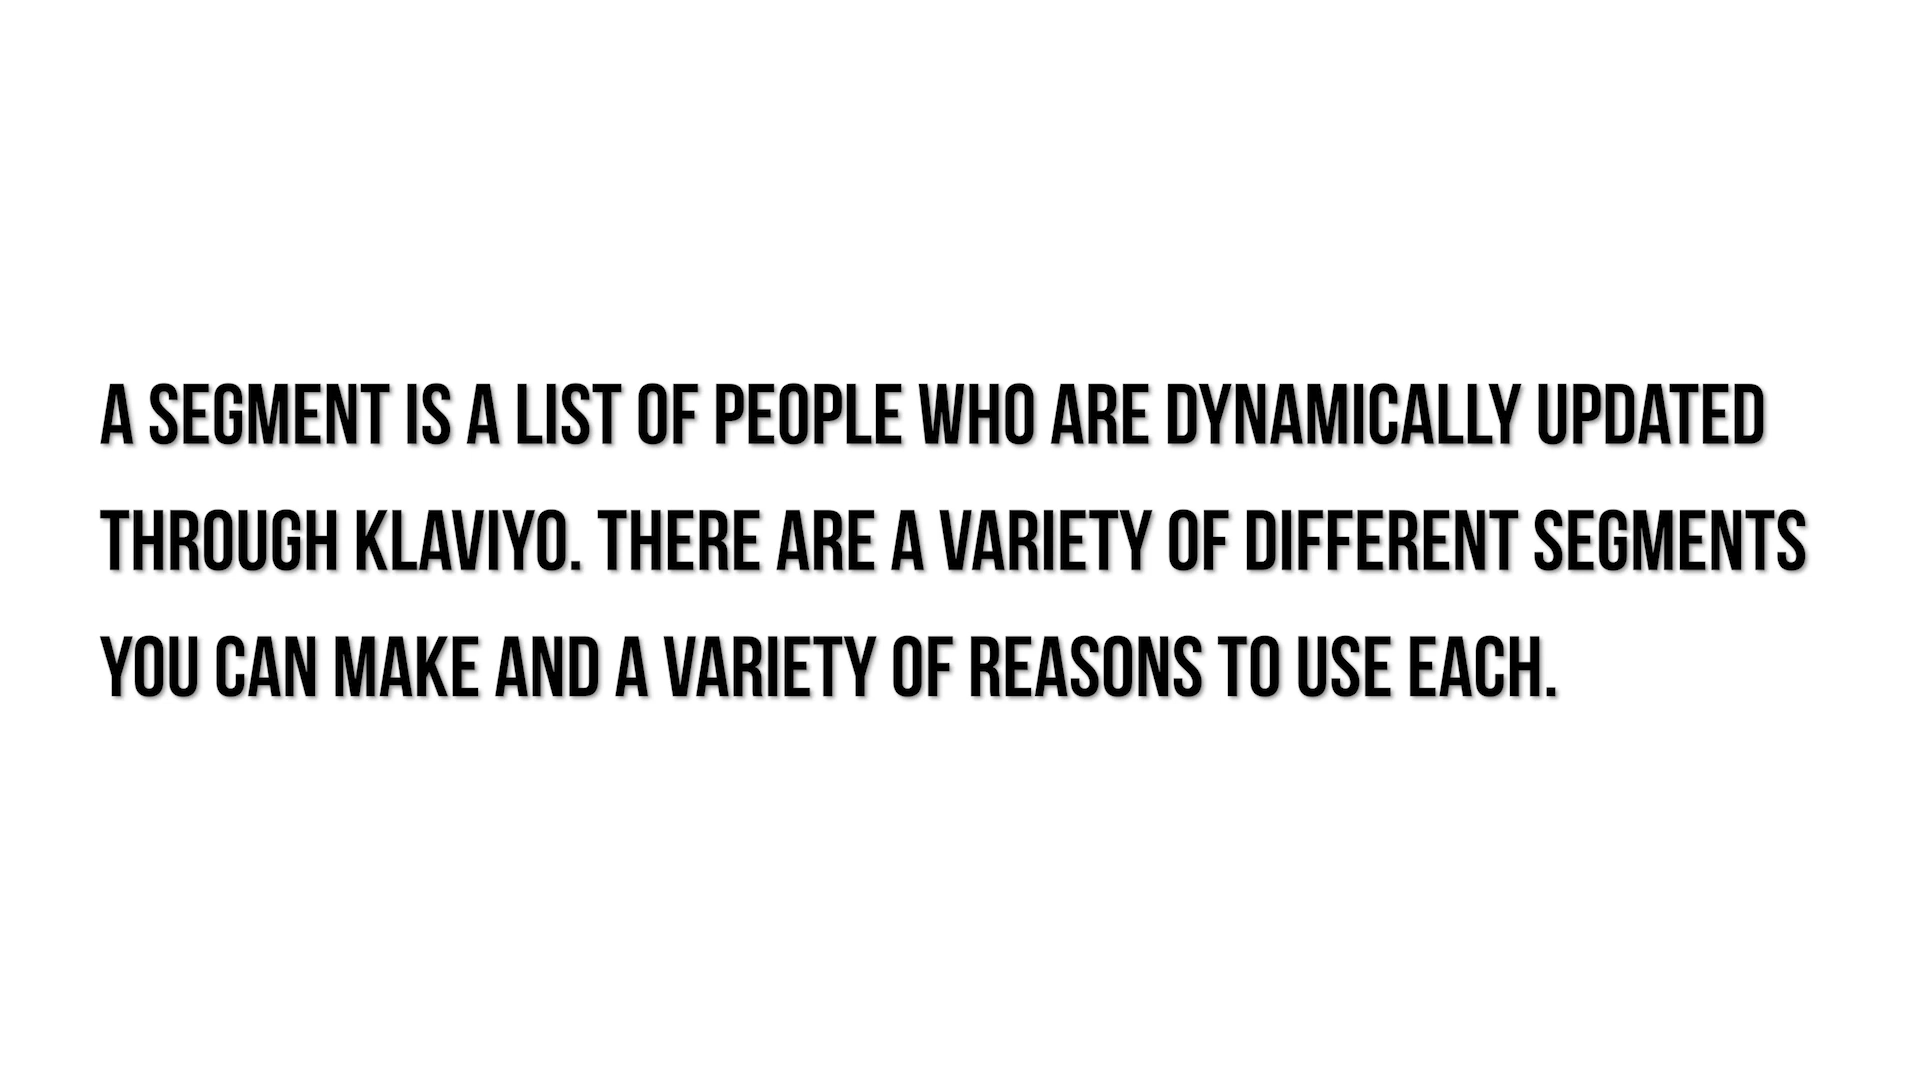 A SEGMENT IS A LIST OF PEOPLE WHO ARE DYNAMICALLY UPDATED
THROUGH KLAVIYO. THERE ARE A VARIETY OF DIFFERENT SEGMENTS
YOU CAN MAKE AND A VARIETY OF REASONS TO USE EACH.